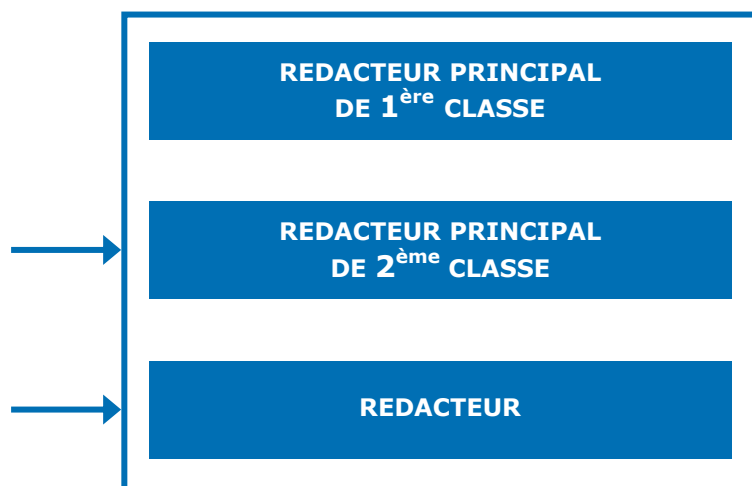 REDACTEUR PRINCIPAL
DE 1ère CLASSE
REDACTEUR PRINCIPAL
DE 2ème CLASSE
REDACTEUR